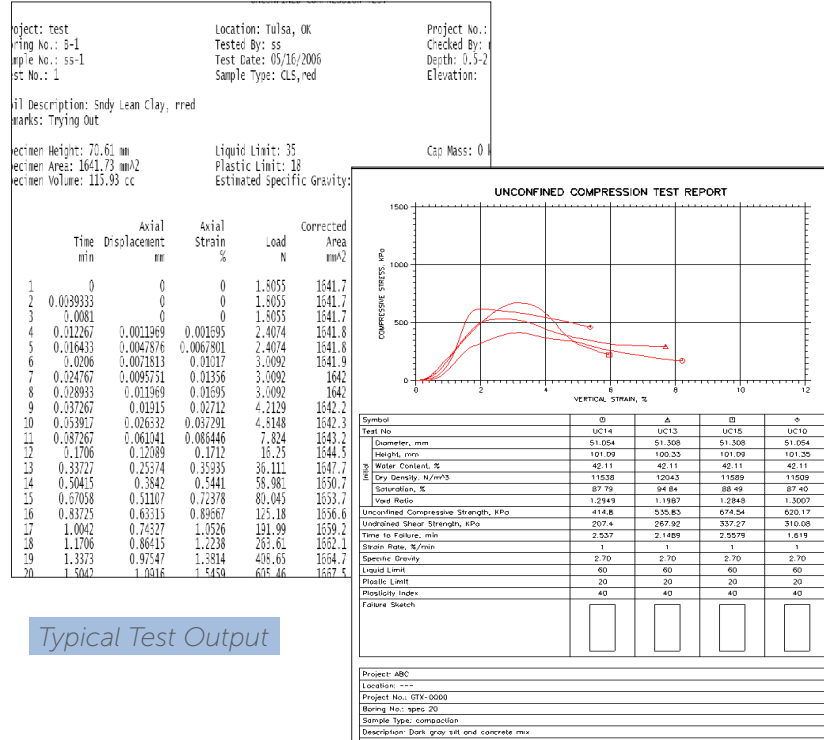 UNCONFINED COMPRESSION TEST
oject: test Location: Tulsa, OK Project No.:
ring No.: B-1 Tested By: ss Checked By:
mple No.: ss-1 Test Date: 05/16/2006 Depth: 0.5-2
st No.: 1 Sample Type: CLS,red Elevation:
il Description: Sndy Lean Clay, rred
marks: Trying Out
ecimen Height: 70.61 mm Liquid Limit: 35 Cap Mass: 0
ecimen Area: 1641.73 mm^2 Plastic Limit: 18
ecimen Volume: 115.93 cc Estimated Specific Gravity:
Axial Axial Corrected
Time Displacement Strain Load Area
min mm % N mm^2
1 0 0 0 1.8055 1641.7
2 0.0039333 0 0 1.8055 1641.7
3 0.0081 0 0 1.8055 1641.7
4 0.012267 0.0011969 0.001695 2.4074 1641.8
5 0.016433 0.0047876 0.0067801 2.4074 1641.8
6 0.0206 0.0071813 0.01017 3.0092 1641.9
7 0.024767 0.0095751 0.01356 3.0092 1642
8 0.028933 0.011969 0.01695 3.0092 1642
9 0.037267 0.01915 0.02712 4.2129 1642.2
10 0.053917 0.026332 0.037291 4.8148 1642.3
11 0.087267 0.061041 0.086446 7.824 1643.2
12 0.1706 0.12089 0.1712 16.25 1644.5
13 0.33727 0.25374 0.35935 36.111 1647.7
14 0.50415 0.3842 0.5441 58.981 1650.7
15 0.67058 0.51107 0.72378 80.045 1653.7
16 0.83725 0.63315 0.89667 125.18 1656.6
17 1.0042 0.74327 1.0526 191.99 1659.2
18 1.1706 0.86415 1.2238 263.61 1662.1
19 1.3373 0.97547 1.3814 408.65 1664.7
20 1.5042 1.0916 1.5459 605.46 1667.5
Typical Test Output
UNCONFINED COMPRESSION TEST REPORT
1500
1000
500
0
COMPRESSIVE STRESS, KPa
0 2 4 6 8 10 12
VERTICAL STRAIN, %
Symbol
Test No UC14 UC13 UC15 UC10
Initial
Diameter, mm 51.054 51.308 51.308 51.054
Height, mm 101.09 100.33 101.09 101.35
Water Content, % 42.11 42.11 42.11 42.11
Dry Density, N/m^3 11538 12043 11589 11509
Saturation, % 87.79 94.84 88.49 87.40
Void Ratio 1.2949 1.1987 1.2848 1.3007
Unconfined Compressive Strength, KPa 414.8 535.83 674.54 620.17
Undrained Shear Strength, KPa 207.4 267.92 337.27 310.08
Time to Failure, min 2.537 2.1489 2.5579 1.619
Strain Rate, %/min 1 1 1 1
Specific Gravity 2.70 2.70 2.70 2.70
Liquid Limit 60 60 60 60
Plastic Limit 20 20 20 20
Plasticity Index 40 40 40 40
Failure Sketch
Project: ABC
Location: ---
Project No.: GTX-0000
Boring No.: spec 20
Sample Type: compaction
Description: Dark gray silt and concrete mix